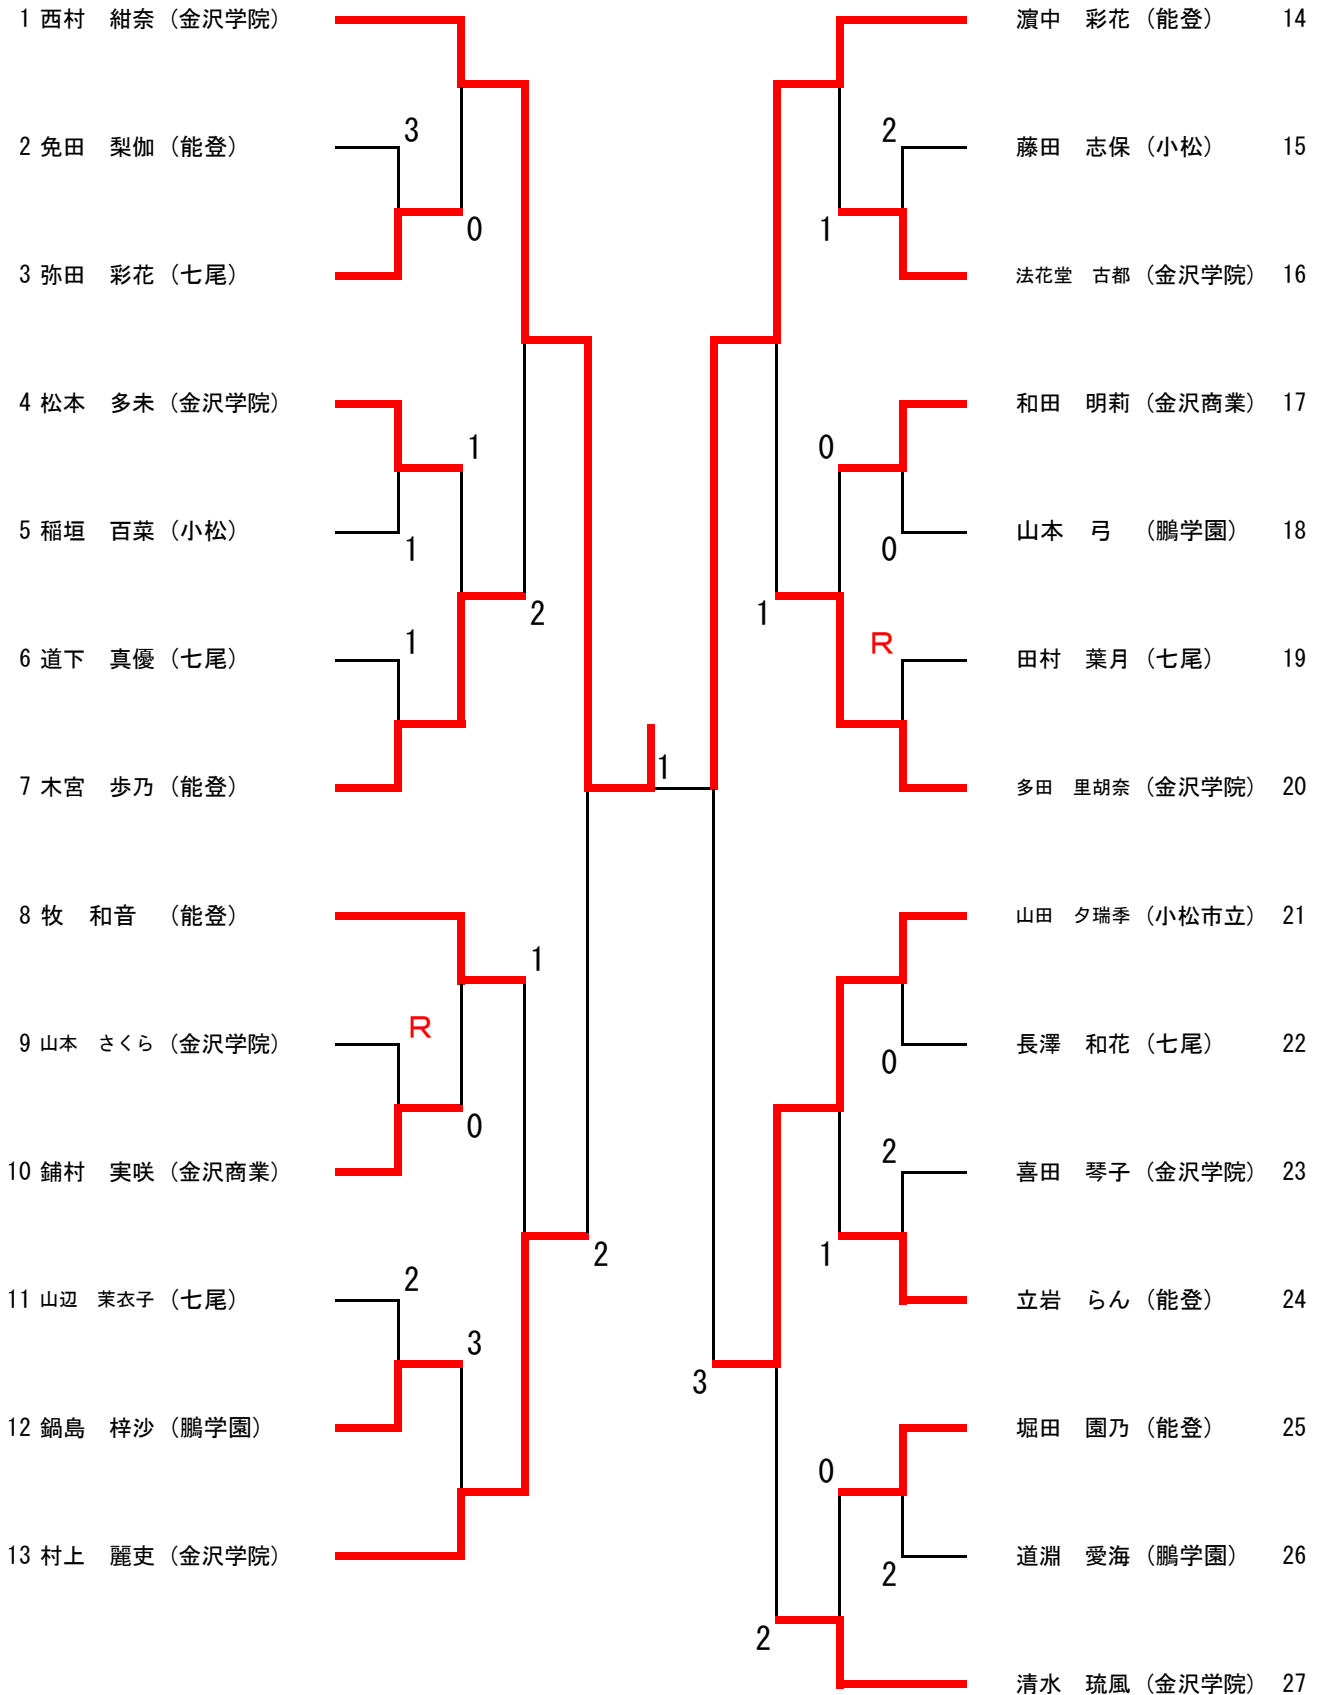 1 西村　紺奈（金沢学院）
2 免田　梨伽（能登）
3
0
3 弥田　彩花（七尾）
4 松本　多未（金沢学院）
1
5 稲垣　百菜（小松）
1
2
6 道下　真優（七尾）
1
7 木宮　歩乃（能登）
1
8 牧　和音　（能登）
1
9 山本　さくら（金沢学院）
R
0
10 鋪村　実咲（金沢商業）
2
11 山辺　茉衣子（七尾）
2
3
12 鍋島　梓沙（鵬学園）
13 村上　麗吏（金沢学院）
濵中　彩花（能登）　14
2
藤田　志保（小松）　15
1
法花堂　古都（金沢学院）　16
和田　明莉（金沢商業）　17
0
山本　弓　（鵬学園）　18
0
1
R
田村　葉月（七尾）　19
多田　里胡奈（金沢学院）　20
山田　夕瑞季（小松市立）　21
長澤　和花（七尾）　22
0
2
喜田　琴子（金沢学院）　23
1
立岩　らん（能登）　24
3
堀田　園乃（能登）　25
0
道淵　愛海（鵬学園）　26
2
2
清水　琉風（金沢学院）　27